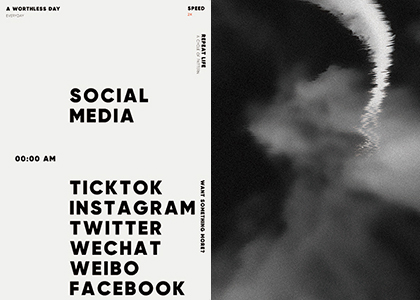 A WORTHLESS DAY
EVERYDAY
SPEED
REPEAT LIFE
SOCIAL
MEDIA
00:00 AM
TICKTOK
INSTAGRAM
TWITTER
WECHAT
WEIBO
FACEBOOK
WANT SOMETHING MORE?